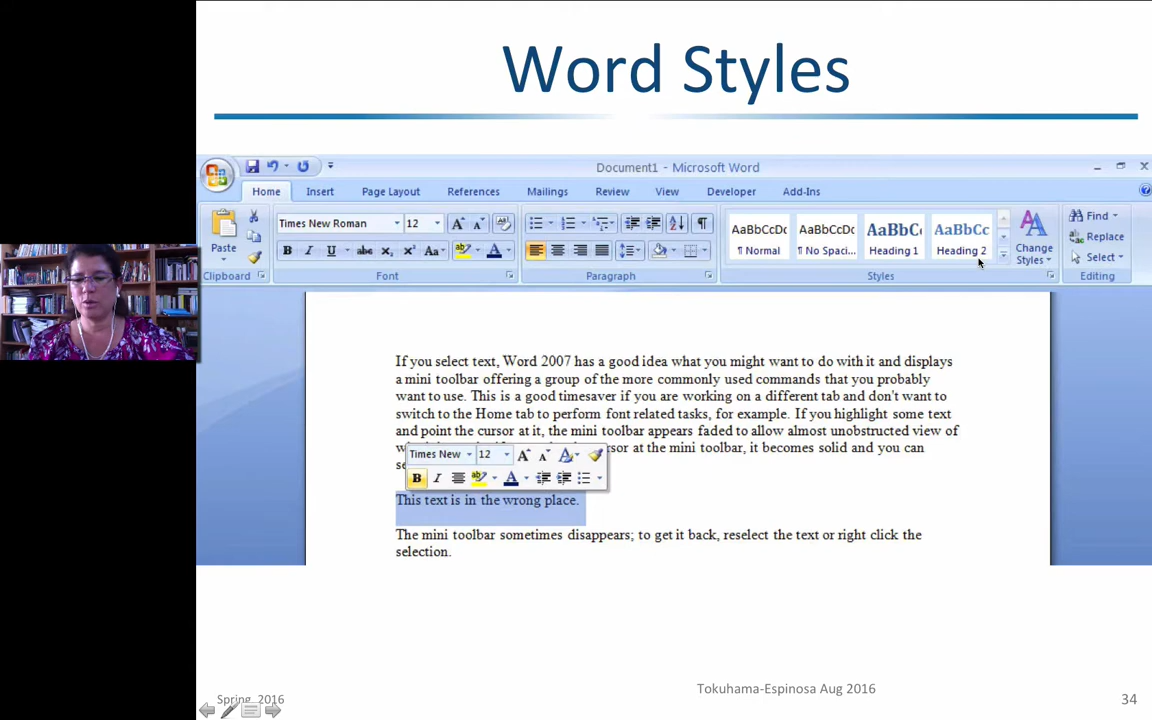 Word Styles
Document1 - Microsoft Word
Home Insert Page Layout References Mailings Review View Developer Add-Ins
Paste
Clipboard
Times New Roman 12
B I U abc x₂ x² Aa
Font
Paragraph
AaBbCcDc AaBbCcDc AaBbC AaBbCc
¶ Normal ¶ No Spaci... Heading 1 Heading 2
Change Styles
Styles
Find
Replace
Select
Editing
If you select text, Word 2007 has a good idea what you might want to do with it and displays
a mini toolbar offering a group of the more commonly used commands that you probably
want to use. This is a good timesaver if you are working on a different tab and don't want to
switch to the Home tab to perform font related tasks, for example. If you highlight some text
and point the cursor at it, the mini toolbar appears faded to allow almost unobstructed view of
at the mini toolbar, it becomes solid and you can
Times New 12
B I
This text is in the wrong place.
The mini toolbar sometimes disappears; to get it back, reselect the text or right click the
selection.
Tokuhama-Espinosa Aug 2016
Spring, 2016
34